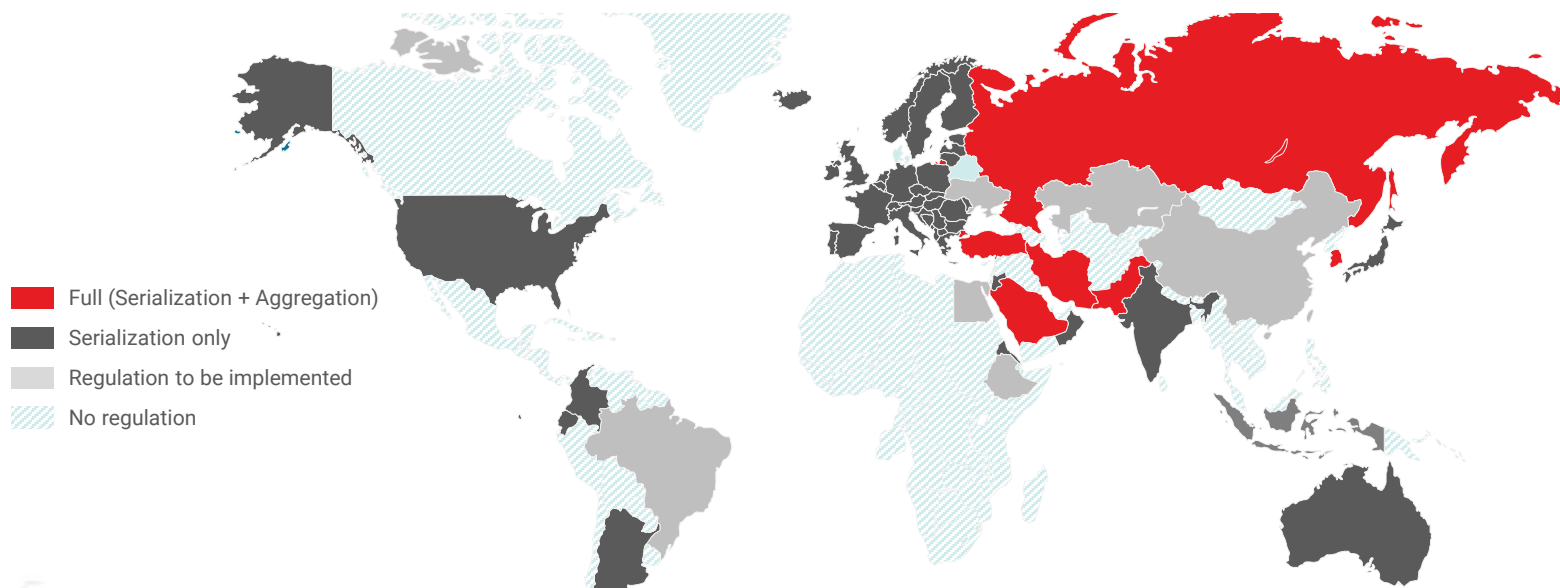 Full (Serialization + Aggregation)
Serialization only
Regulation to be implemented
No regulation